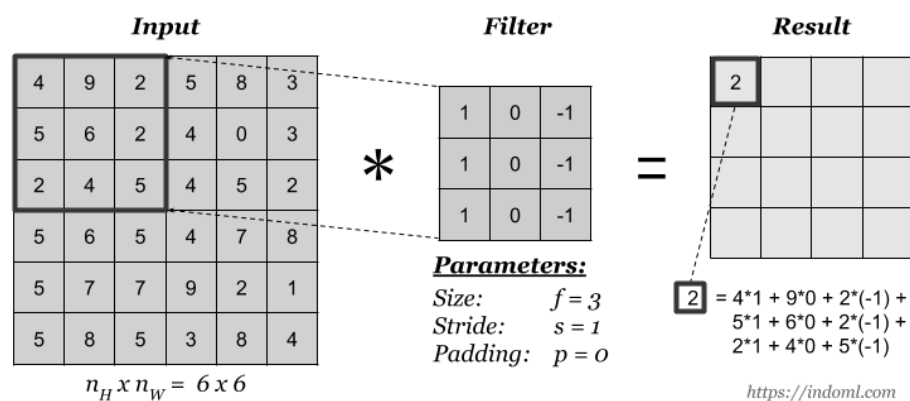 Input
Filter
Result
4 9 2 5 8 3
5 6 2 4 0 3
2 4 5 4 5 2
5 6 5 4 7 8
5 7 7 9 2 1
5 8 5 3 8 4
n_H x n_W = 6 x 6
*
1 0 -1
1 0 -1
1 0 -1
Parameters:
Size: f = 3
Stride: s = 1
Padding: p = 0
=
2
2 = 4*1 + 9*0 + 2*(-1) +
5*1 + 6*0 + 2*(-1) +
2*1 + 4*0 + 5*(-1)
https://indoml.com